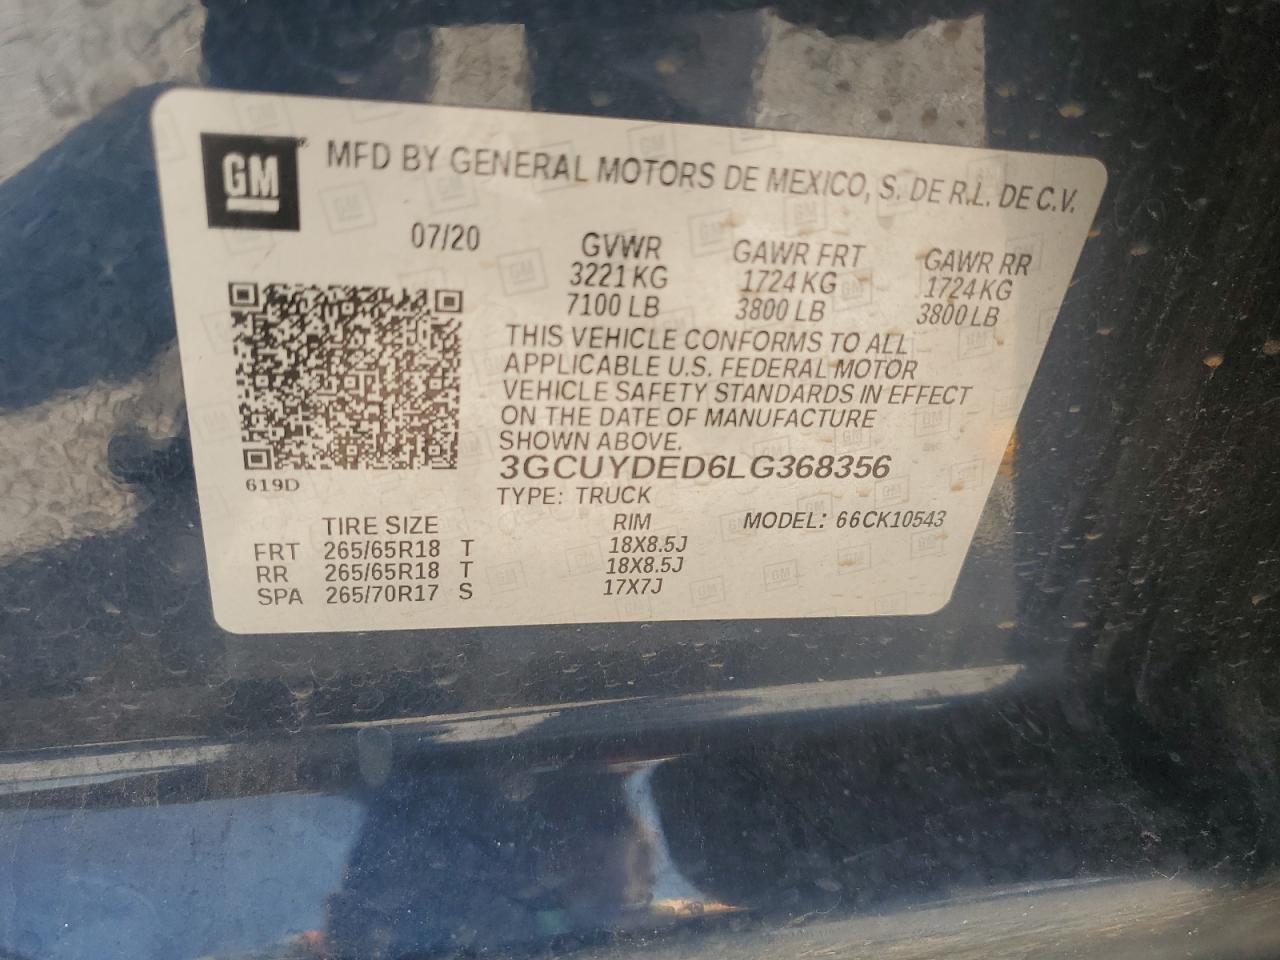 GM
MFD BY GENERAL MOTORS DE MEXICO, S. DE R.L. DE C.V.
07/20 GVWR GAWR FRT GAWR RR
3221 KG 1724 KG 1724 KG
7100 LB 3800 LB 3800 LB
THIS VEHICLE CONFORMS TO ALL
APPLICABLE U.S. FEDERAL MOTOR
VEHICLE SAFETY STANDARDS IN EFFECT
ON THE DATE OF MANUFACTURE
SHOWN ABOVE.
3GCUYDED6LG368356
619D
TYPE: TRUCK
TIRE SIZE RIM MODEL: 66CK10543
FRT 265/65R18 T 18X8.5J
RR 265/65R18 T 18X8.5J
SPA 265/70R17 S 17X7J